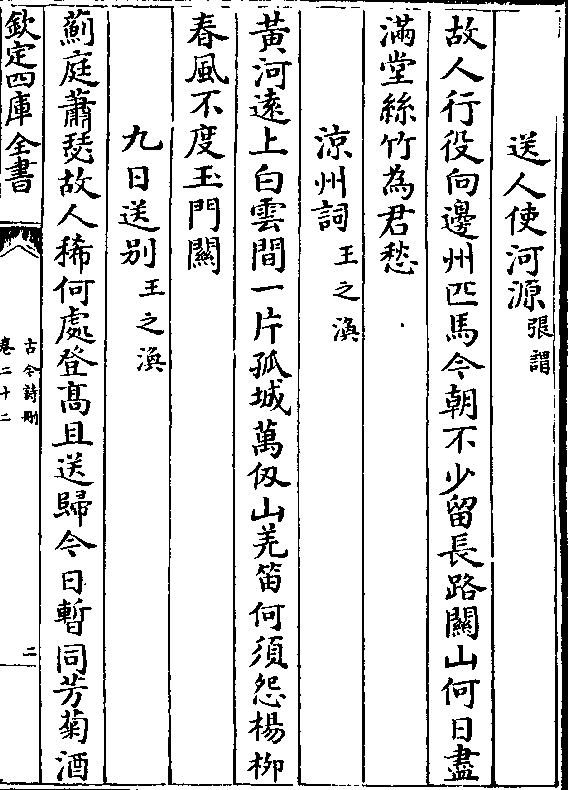 送人使河源張謂
故人行役向邊州匹馬今朝不少留長路關山何日盡
滿堂絲竹為君愁
涼州詞王之渙
黃河遠上白雲間一片孤城萬仭山羌笛何須怨楊柳
春風不度玉門關
九日送别王之渙
薊庭蕭瑟故人稀何處登高且送歸今日暫同芳菊酒
欽定四庫全書
古今詩刪
卷二十二
二